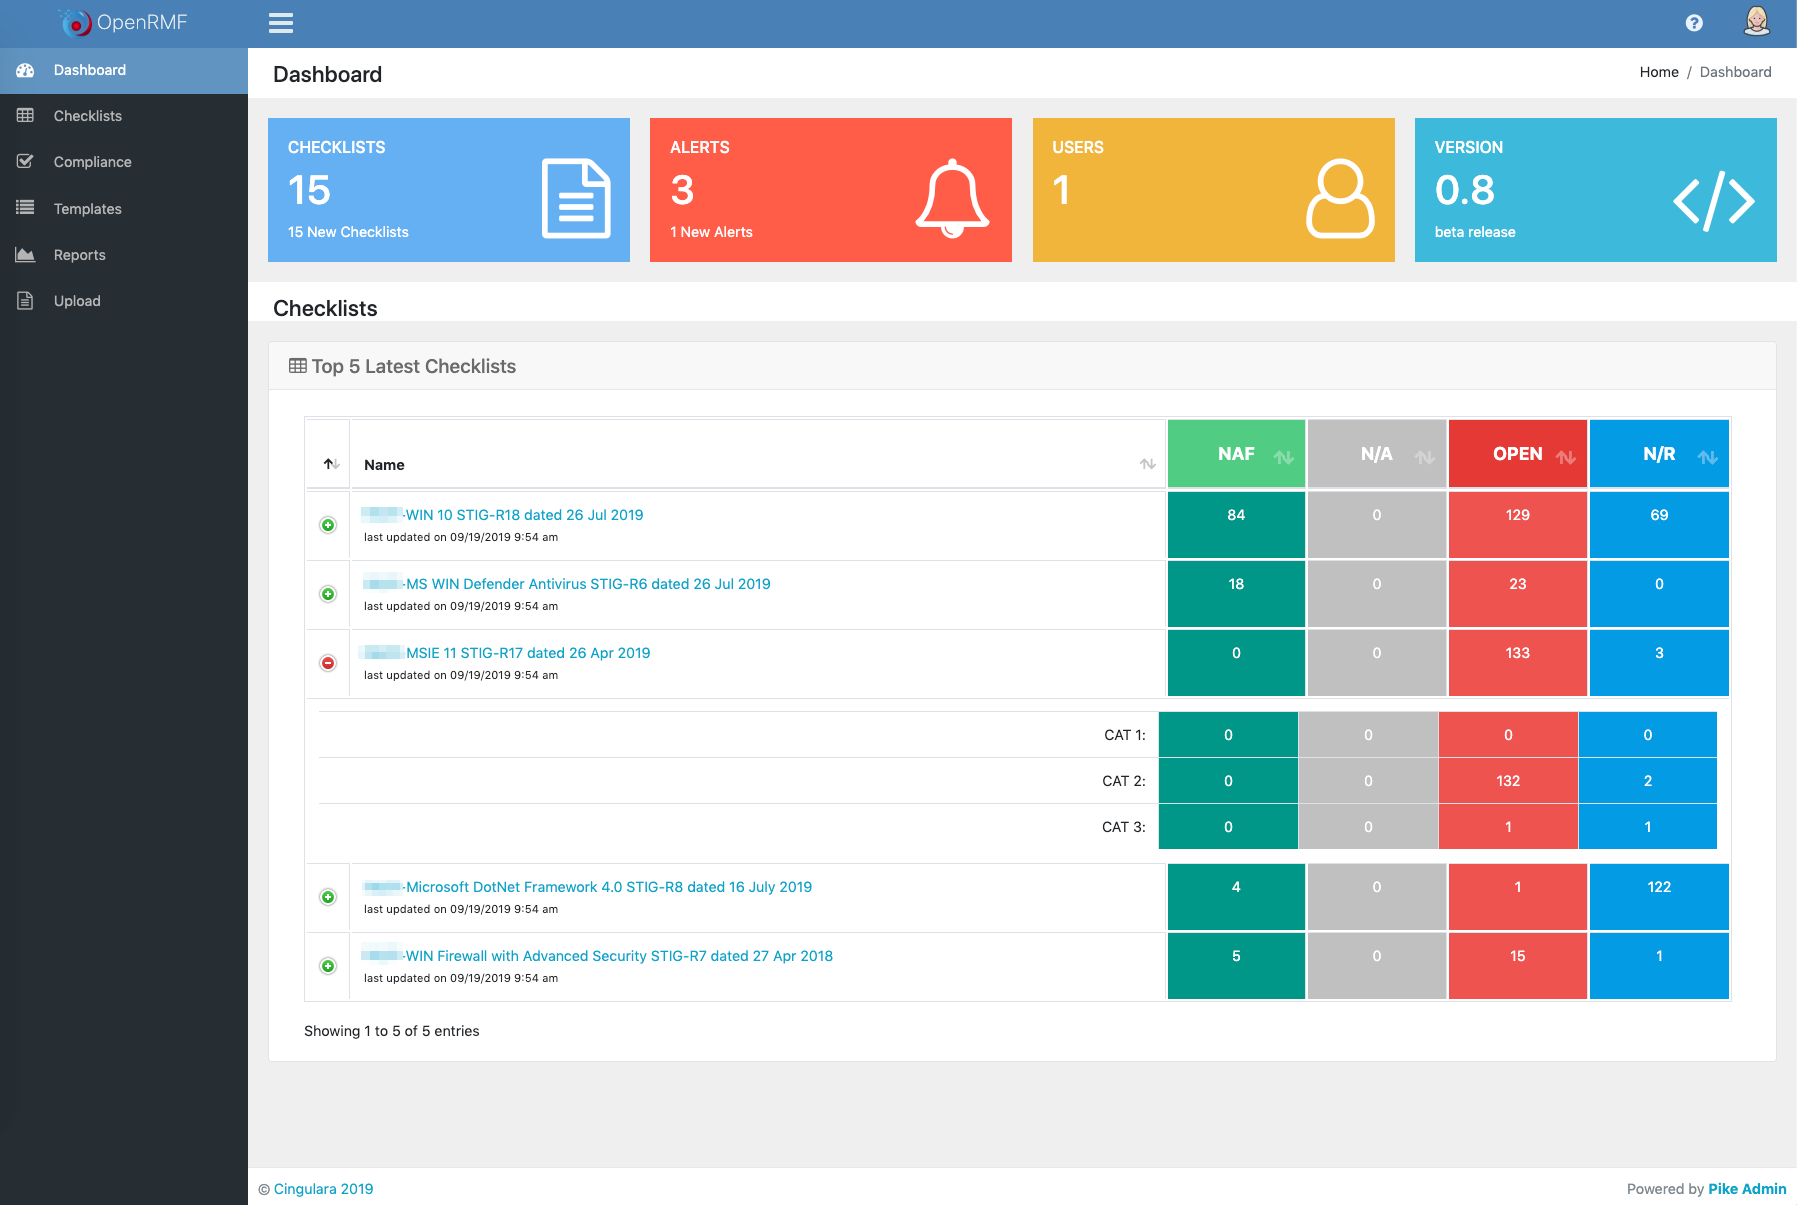 OpenRMF
Dashboard
Checklists
Compliance
Templates
Reports
Upload
Dashboard
Home / Dashboard
CHECKLISTS
15
15 New Checklists
ALERTS
3
1 New Alerts
USERS
1
VERSION
0.8
beta release
Checklists
Top 5 Latest Checklists
Name NAF N/A OPEN N/R
-WIN 10 STIG-R18 dated 26 Jul 2019 84 0 129 69
last updated on 09/19/2019 9:54 am
-MS WIN Defender Antivirus STIG-R6 dated 26 Jul 2019 18 0 23 0
last updated on 09/19/2019 9:54 am
MSIE 11 STIG-R17 dated 26 Apr 2019 0 0 133 3
last updated on 09/19/2019 9:54 am
CAT 1: 0 0 0 0
CAT 2: 0 0 132 2
CAT 3: 0 0 1 1
-Microsoft DotNet Framework 4.0 STIG-R8 dated 16 July 2019 4 0 1 122
last updated on 09/19/2019 9:54 am
-WIN Firewall with Advanced Security STIG-R7 dated 27 Apr 2018 5 0 15 1
last updated on 09/19/2019 9:54 am
Showing 1 to 5 of 5 entries
© Cingulara 2019
Powered by Pike Admin